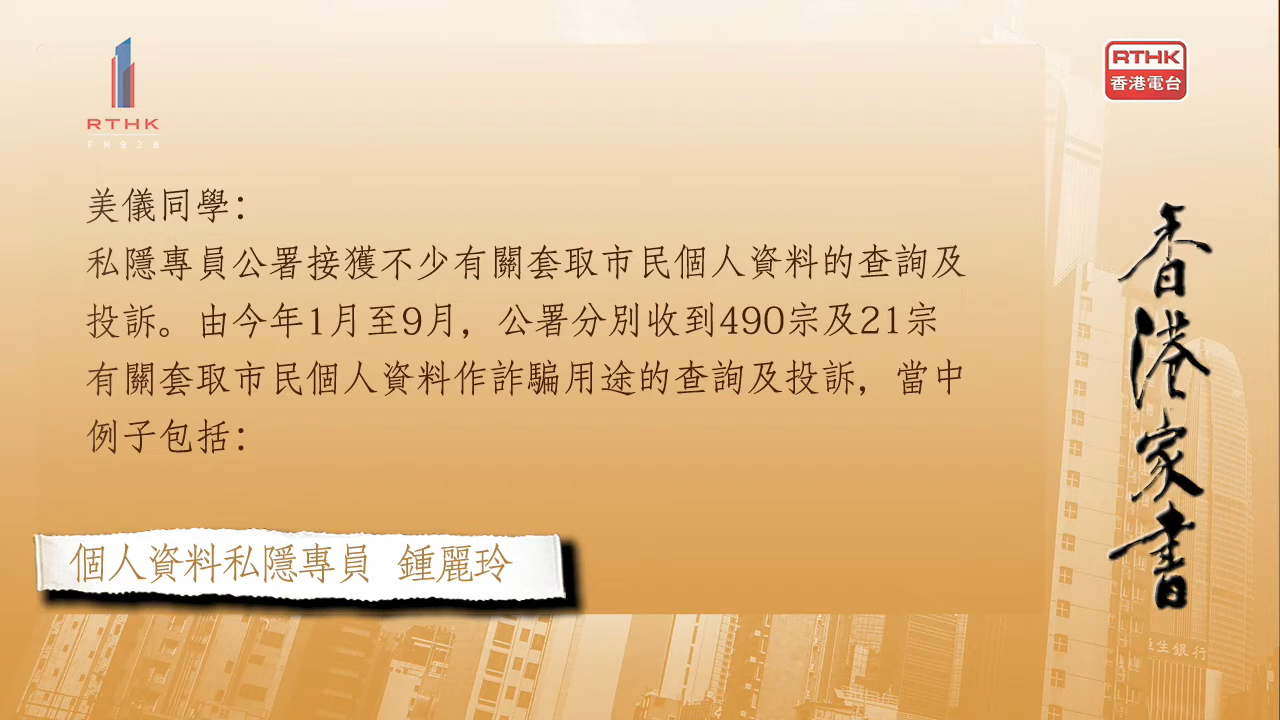 RTHK
FM926
RTHK
香港電台
美儀同學：
私隱專員公署接獲不少有關套取市民個人資料的查詢及
投訴。由今年1月至9月，公署分別收到490宗及21宗
有關套取市民個人資料作詐騙用途的查詢及投訴，當中
例子包括：
個人資料私隱專員 鍾麗玲
香港家書
生銀行